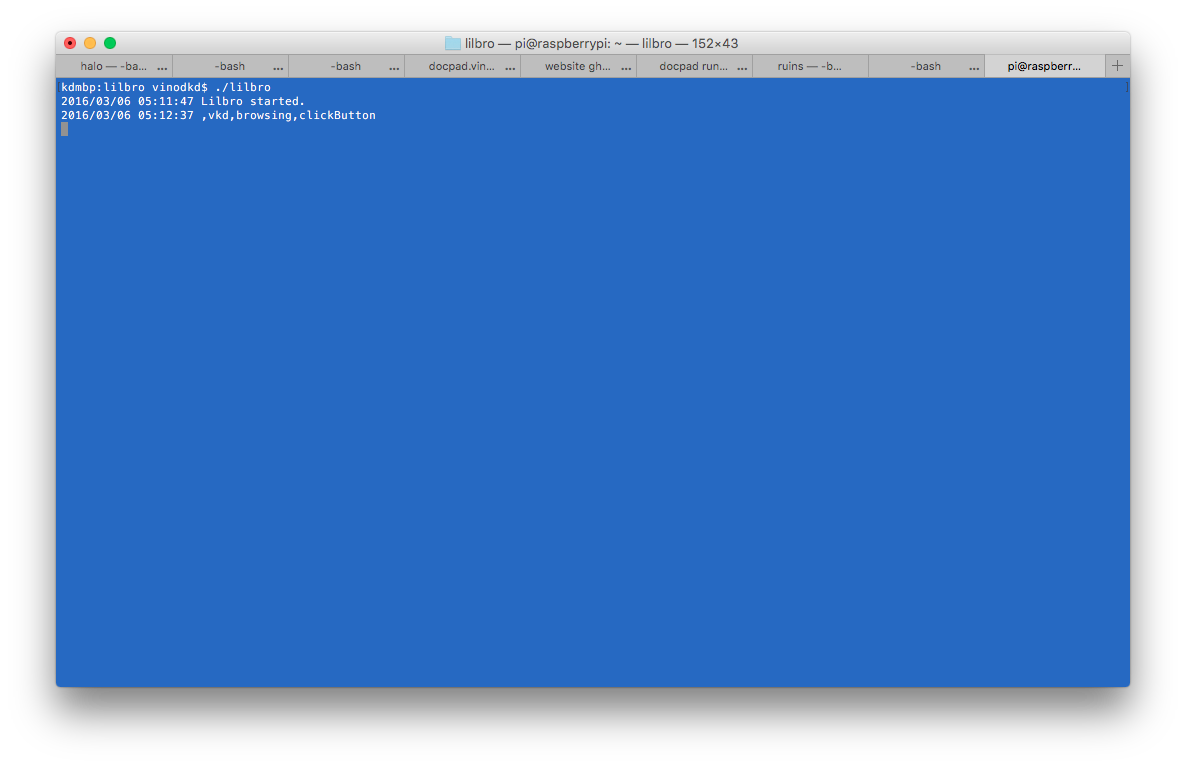 lilbro — pi@raspberrypi: ~ — lilbro — 152×43
halo — -ba... ... -bash ... -bash ... docpad.vin... ... website gh... ... docpad run... ... ruins — -b... -bash ... pi@raspberr... +
kdmbp:lilbro vinodkd$ ./lilbro
2016/03/06 05:11:47 Lilbro started.
2016/03/06 05:12:37 ,vkd,browsing,clickButton